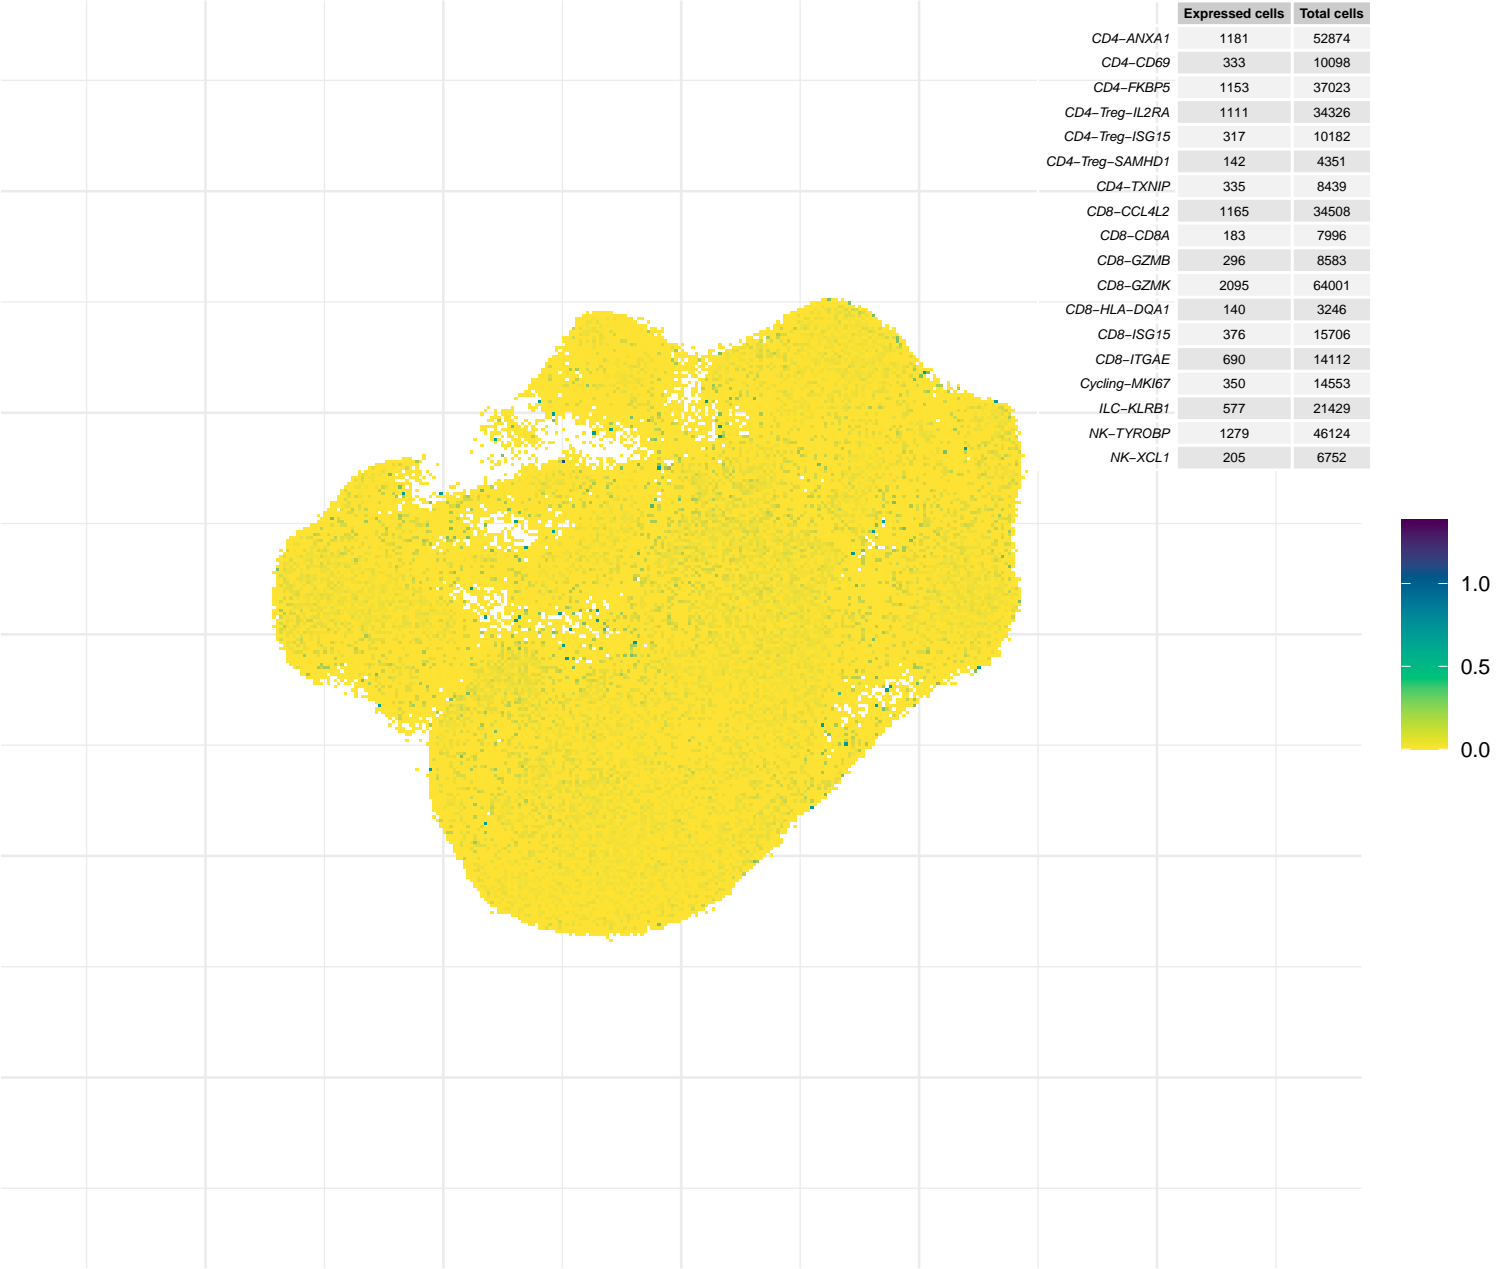 Expressed cells Total cells
CD4−ANXA1 1181 52874
CD4−CD69 333 10098
CD4−FKBP5 1153 37023
CD4−Treg−IL2RA 1111 34326
CD4−Treg−ISG15 317 10182
CD4−Treg−SAMHD1 142 4351
CD4−TXNIP 335 8439
CD8−CCL4L2 1165 34508
CD8−CD8A 183 7996
CD8−GZMB 296 8583
CD8−GZMK 2095 64001
CD8−HLA−DQA1 140 3246
CD8−ISG15 376 15706
CD8−ITGAE 690 14112
Cycling−MKI67 350 14553
ILC−KLRB1 577 21429
NK−TYROBP 1279 46124
NK−XCL1 205 6752
1.0
0.5
0.0